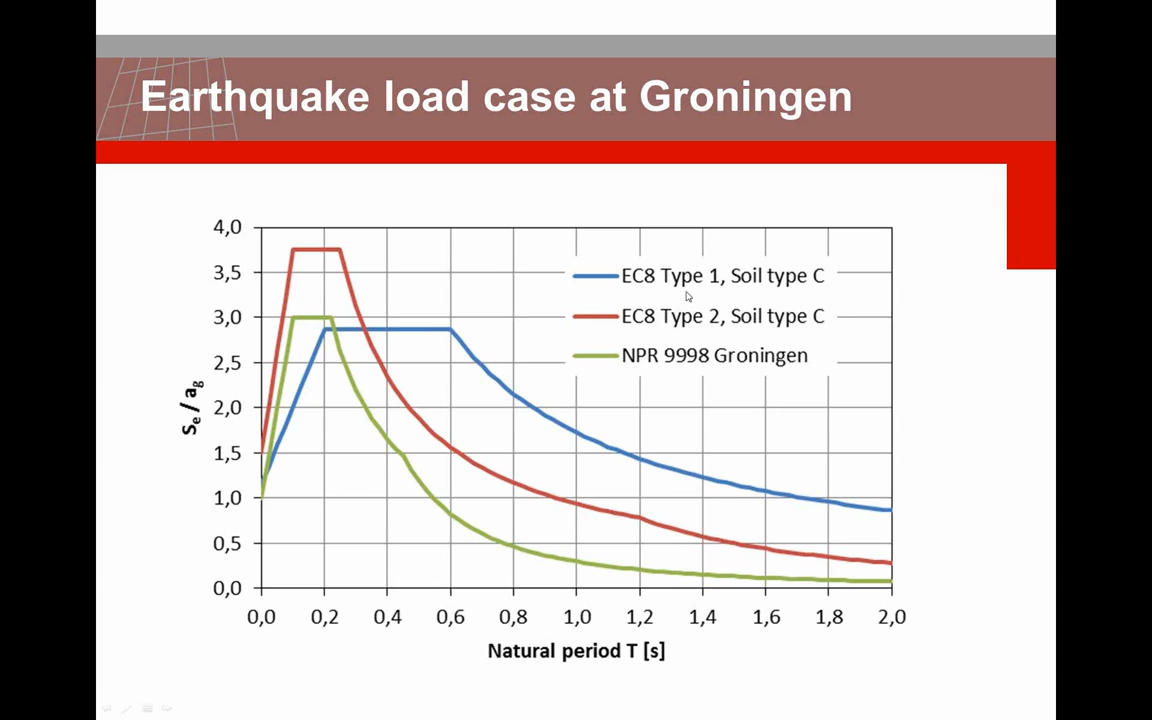 Earthquake load case at Groningen
4,0
3,5
3,0
2,5
2,0
1,5
1,0
0,5
0,0
Se / ag
EC8 Type 1, Soil type C
EC8 Type 2, Soil type C
NPR 9998 Groningen
0,0 0,2 0,4 0,6 0,8 1,0 1,2 1,4 1,6 1,8 2,0
Natural period T [s]